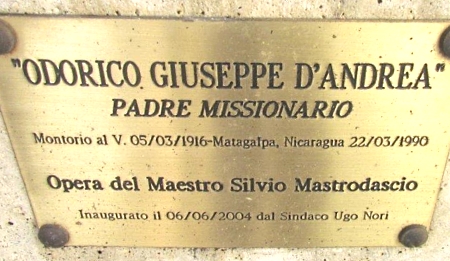 "ODORICO GIUSEPPE D'ANDREA"
PADRE MISSIONARIO
Montorio al V. 05/03/1916-Matagalpa, Nicaragua 22/03/1990
Opera del Maestro Silvio Mastrodascio
Inaugurato il 06/06/2004 dal Sindaco Ugo Nori